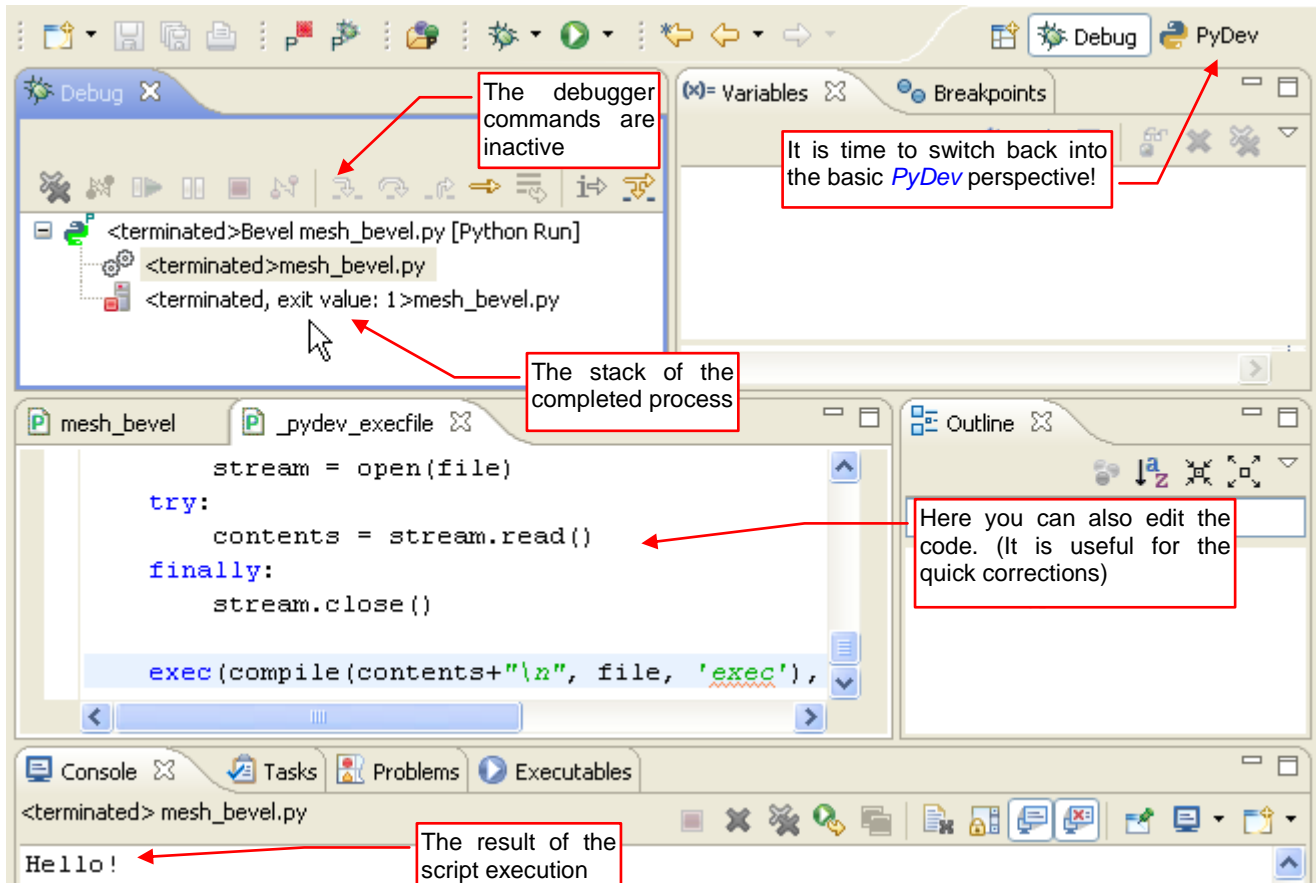 Debug
PyDev
Debug
The debugger
commands are
inactive
(x)= Variables
Breakpoints
It is time to switch back into
the basic PyDev perspective!
<terminated>Bevel mesh_bevel.py [Python Run]
<terminated>mesh_bevel.py
<terminated, exit value: 1>mesh_bevel.py
The stack of the
completed process
mesh_bevel
_pydev_execfile
Outline
stream = open(file)
try:
contents = stream.read()
finally:
stream.close()
exec(compile(contents+"\n", file, 'exec'),
Here you can also edit the
code. (It is useful for the
quick corrections)
Console
Tasks
Problems
Executables
<terminated> mesh_bevel.py
The result of the
script execution
Hello!